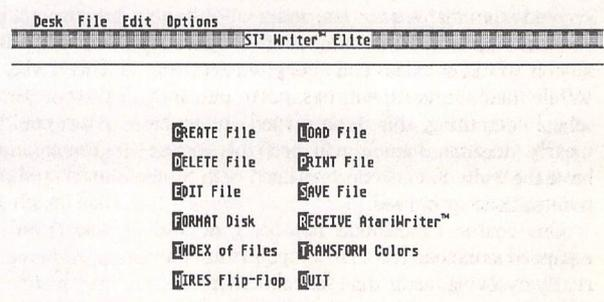 Desk File Edit Options
ST³ Writer™ Elite
CREATE File LOAD File
DELETE File PRINT File
EDIT File SAVE File
FORMAT Disk RECEIVE AtariWriter™
INDEX of Files TRANSFORM Colors
HIRES Flip-Flop QUIT